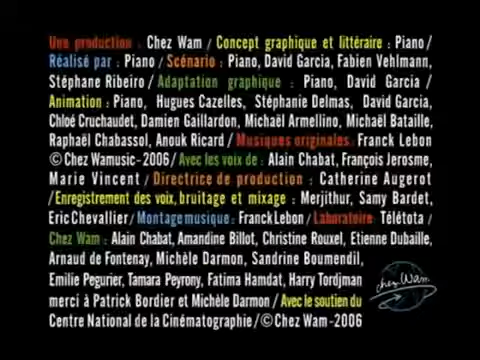 Une production : Chez Wam / Concept graphique et littéraire : Piano /
Réalisé par : Piano / Scénario : Piano, David Garcia, Fabien Vehlmann,
Stéphane Ribeiro / Adaptation graphique : Piano, David Garcia /
Animation : Piano, Hugues Cazelles, Stéphanie Delmas, David Garcia,
Chloé Cruchaudet, Damien Gaillardon, Michaël Armellino, Michaël Bataille,
Raphaël Chabassol, Anouk Ricard / Musiques originales : Franck Lebon
© Chez Wamusic - 2006 / Avec les voix de : Alain Chabat, François Jerosme,
Marie Vincent / Directrice de production : Catherine Augerot
/ Enregistrement des voix, bruitage et mixage : Merjithur, Samy Bardet,
Eric Chevallier / Montage musique : Franck Lebon / Laboratoire : Télétota /
Chez Wam : Alain Chabat, Amandine Billot, Christine Rouxel, Etienne Dubaille,
Arnaud de Fontenay, Michèle Darmon, Sandrine Boumendil,
Emilie Pegurier, Tamara Peyrony, Fatima Hamdat, Harry Tordjman
merci à Patrick Bordier et Michèle Darmon / Avec le soutien du
Centre National de la Cinématographie / © Chez Wam - 2006
chez Wam